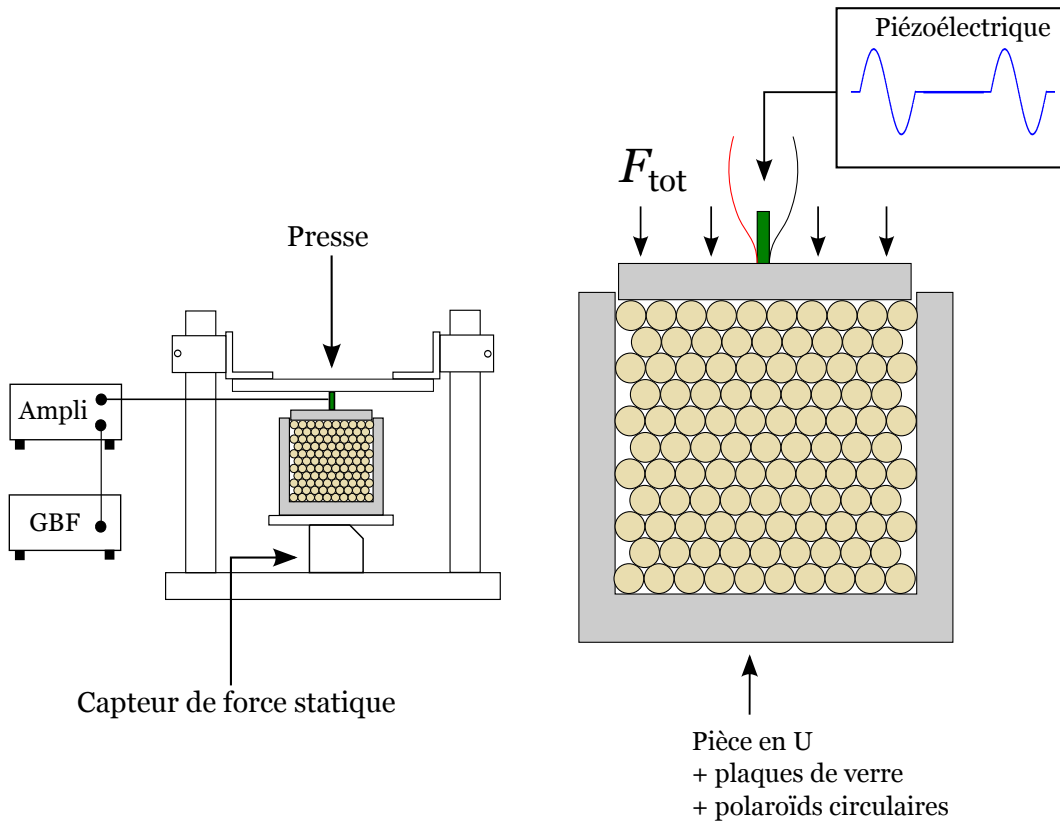 Piézoélectrique
F_tot
Presse
Ampli
GBF
Capteur de force statique
Pièce en U
+ plaques de verre
+ polaroïds circulaires